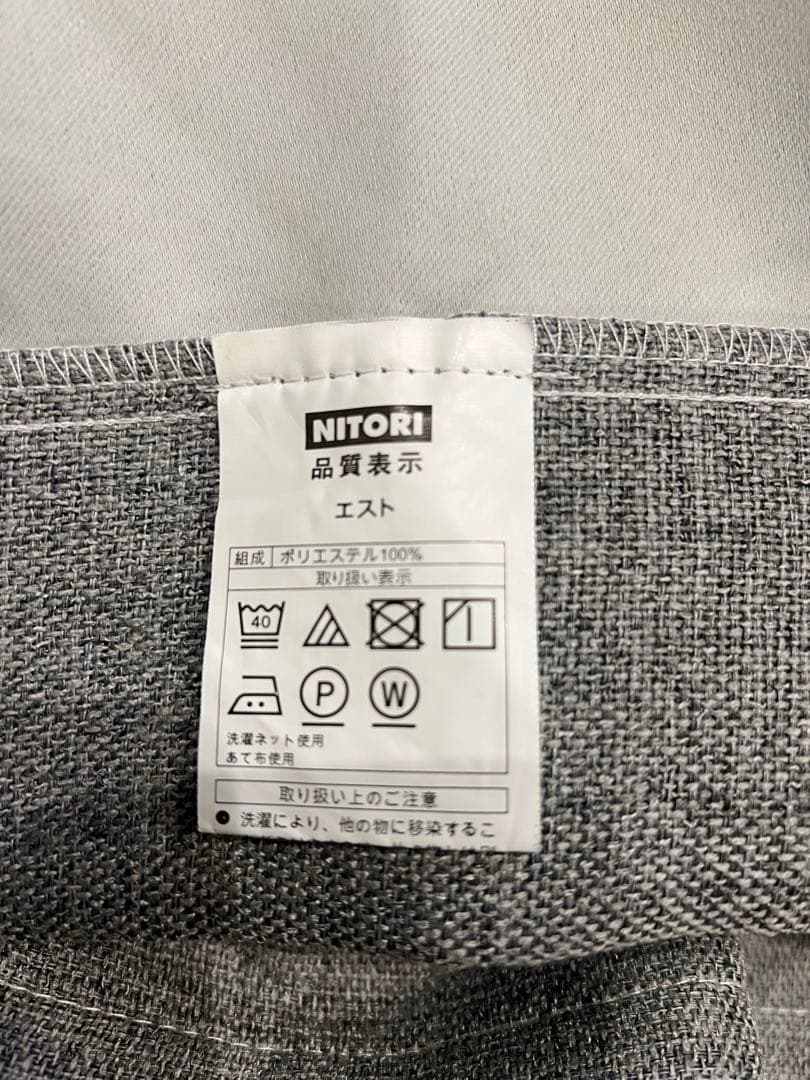 NITORI
品質表示
エスト
組成 ポリエステル100%
取り扱い表示
40
P W
洗濯ネット使用
あて布使用
取り扱い上のご注意
● 洗濯により、他の物に移染するこ